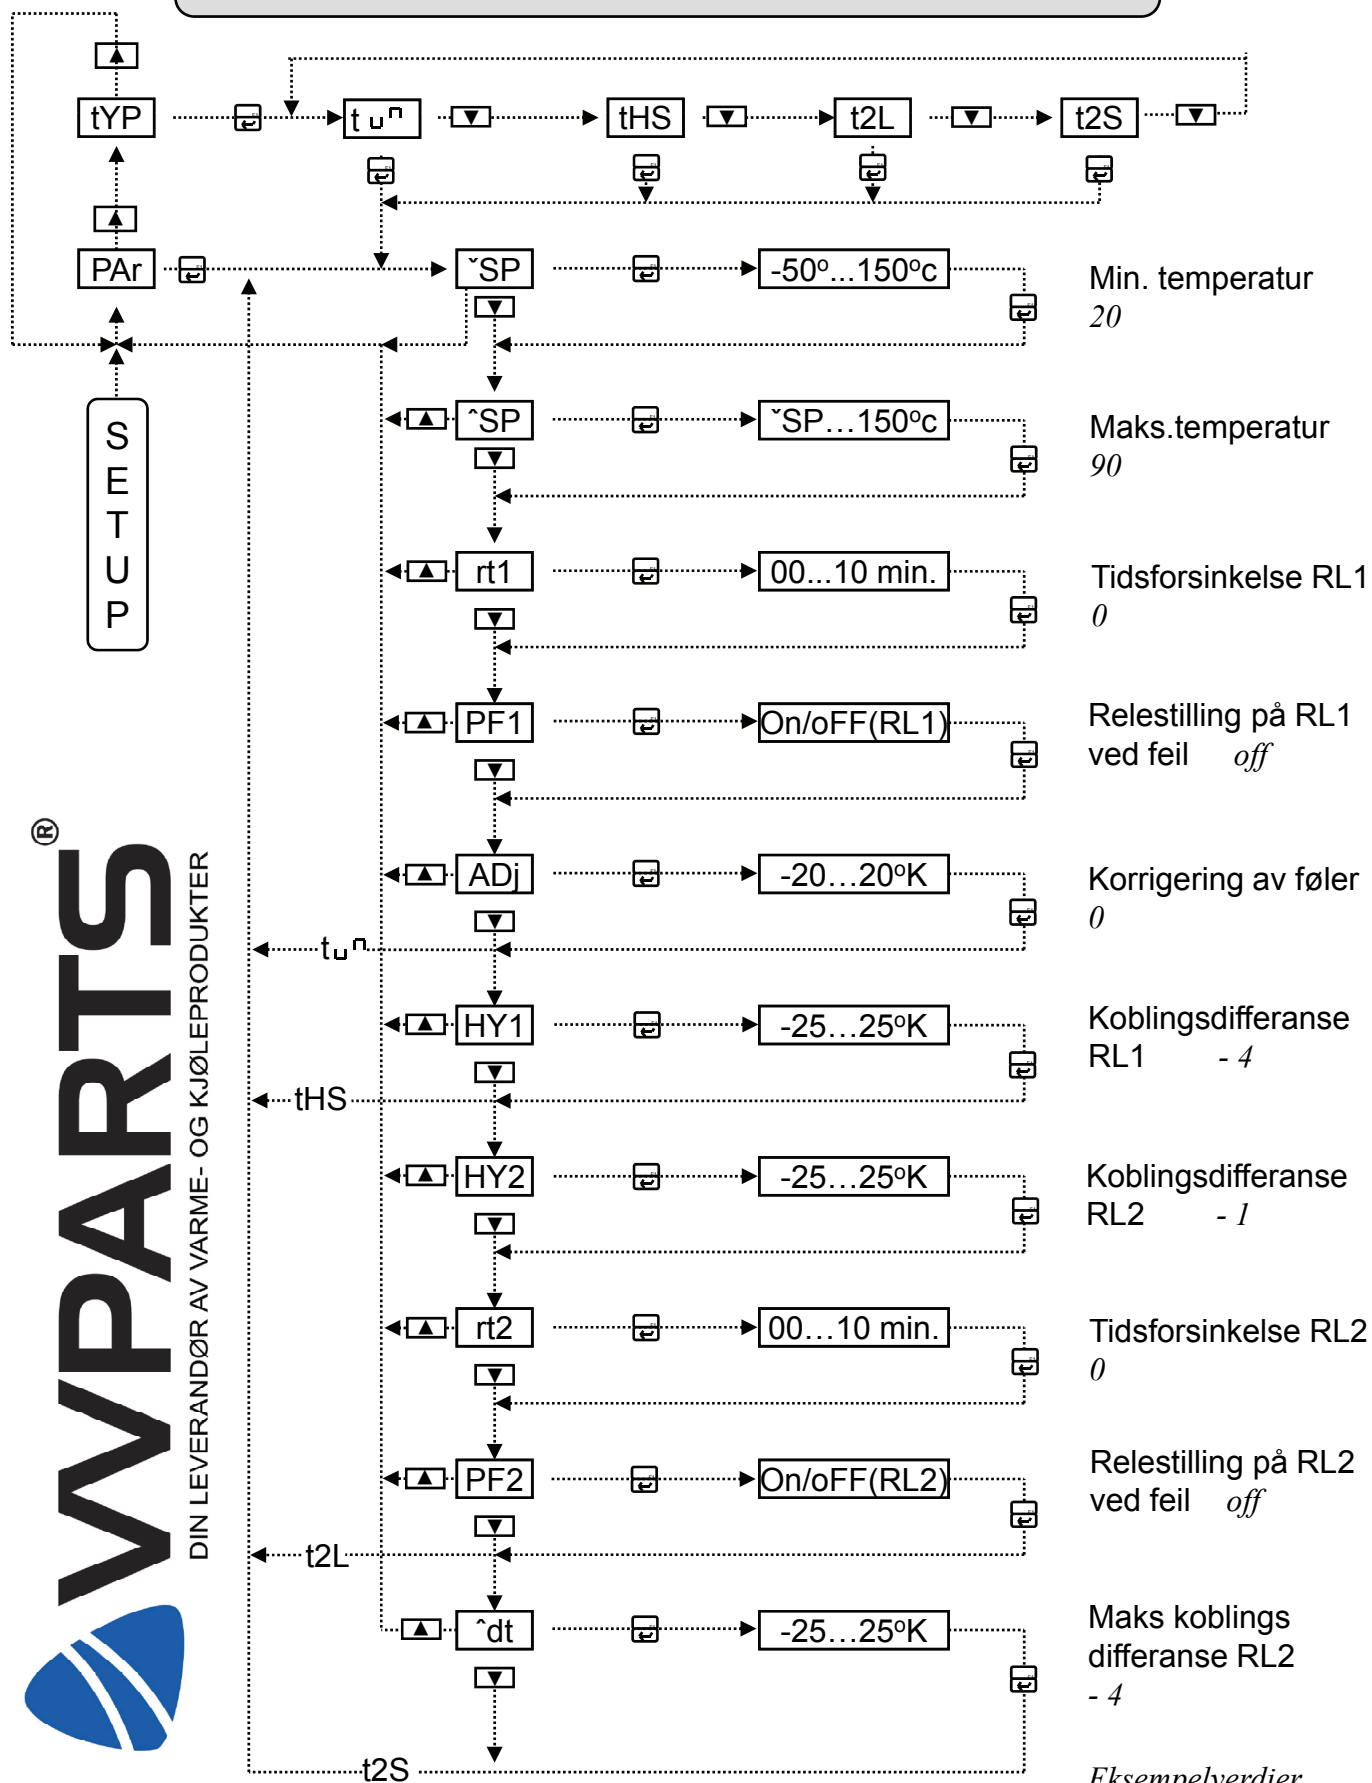 tYP
tun
tHS
t2L
t2S
PAr
ˇSP
-50º...150ºc
Min. temperatur
20
SETUP
ˆSP
ˇSP…150ºc
Maks.temperatur
90
rt1
00...10 min.
Tidsforsinkelse RL1
0
PF1
On/oFF(RL1)
Relestilling på RL1
ved feil off
ADj
-20…20ºK
Korrigering av føler
0
tun
HY1
-25…25ºK
Koblingsdifferanse
RL1 - 4
tHS
HY2
-25…25ºK
Koblingsdifferanse
RL2 - 1
rt2
00…10 min.
Tidsforsinkelse RL2
0
PF2
On/oFF(RL2)
Relestilling på RL2
ved feil off
t2L
ˆdt
-25…25ºK
Maks koblings
differanse RL2
- 4
t2S
Eksempelverdier
VVPARTS®
DIN LEVERANDØR AV VARME- OG KJØLEPRODUKTER